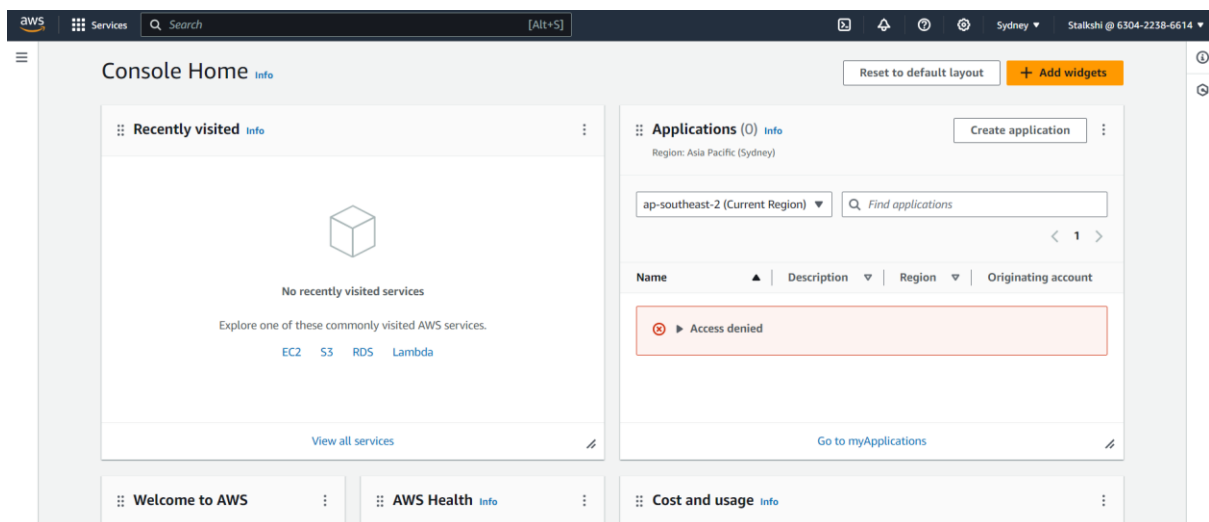 aws Services Search [Alt+S] Sydney ▼ Stalkshi @ 6304-2238-6614 ▼
Console Home Info
Reset to default layout
+ Add widgets
Recently visited Info
No recently visited services
Explore one of these commonly visited AWS services.
EC2 S3 RDS Lambda
View all services
Applications (0) Info
Create application
Region: Asia Pacific (Sydney)
ap-southeast-2 (Current Region) ▼
Find applications
< 1 >
Name ▲ Description ▽ Region ▽ Originating account
Access denied
Go to myApplications
Welcome to AWS
AWS Health Info
Cost and usage Info